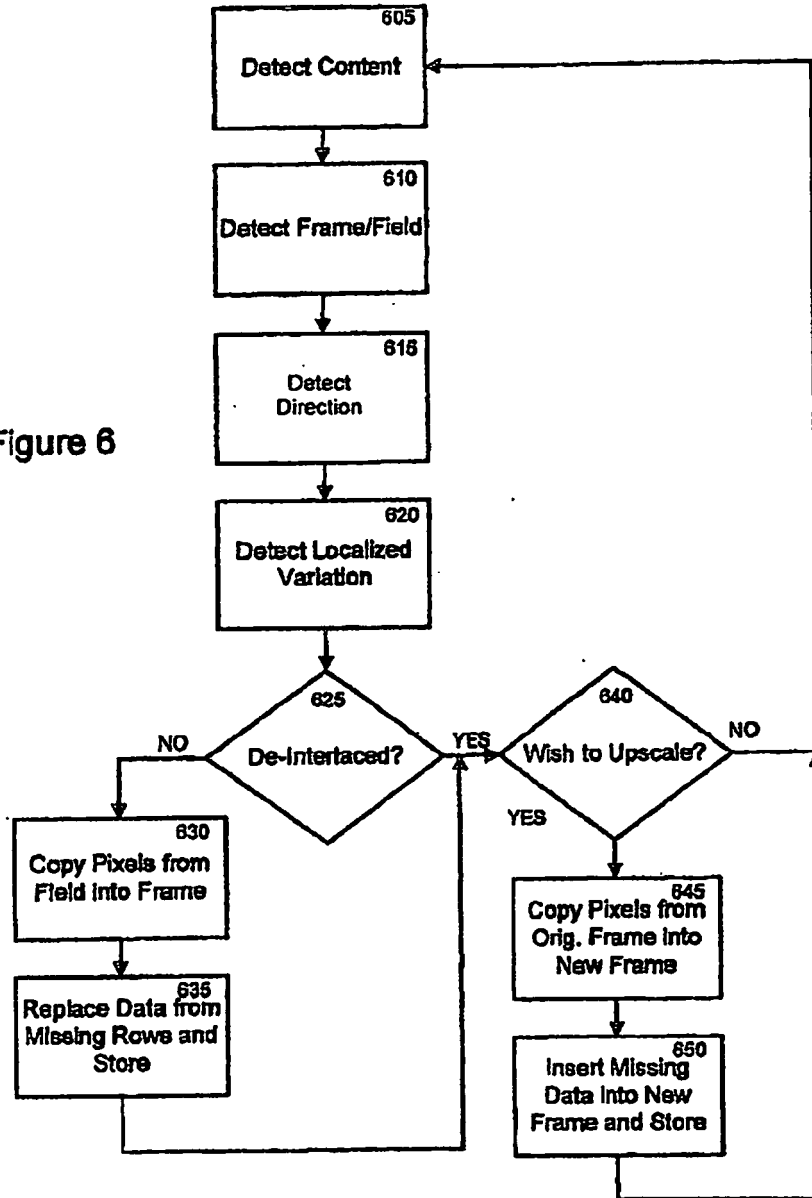 605
Detect Content
610
Detect Frame/Field
615
Detect
Direction
Figure 6
620
Detect Localized
Variation
625
De-Interlaced?
NO
YES
640
Wish to Upscale?
NO
YES
630
Copy Pixels from
Field into Frame
635
Replace Data from
Missing Rows and
Store
645
Copy Pixels from
Orig. Frame into
New Frame
650
Insert Missing
Data into New
Frame and Store